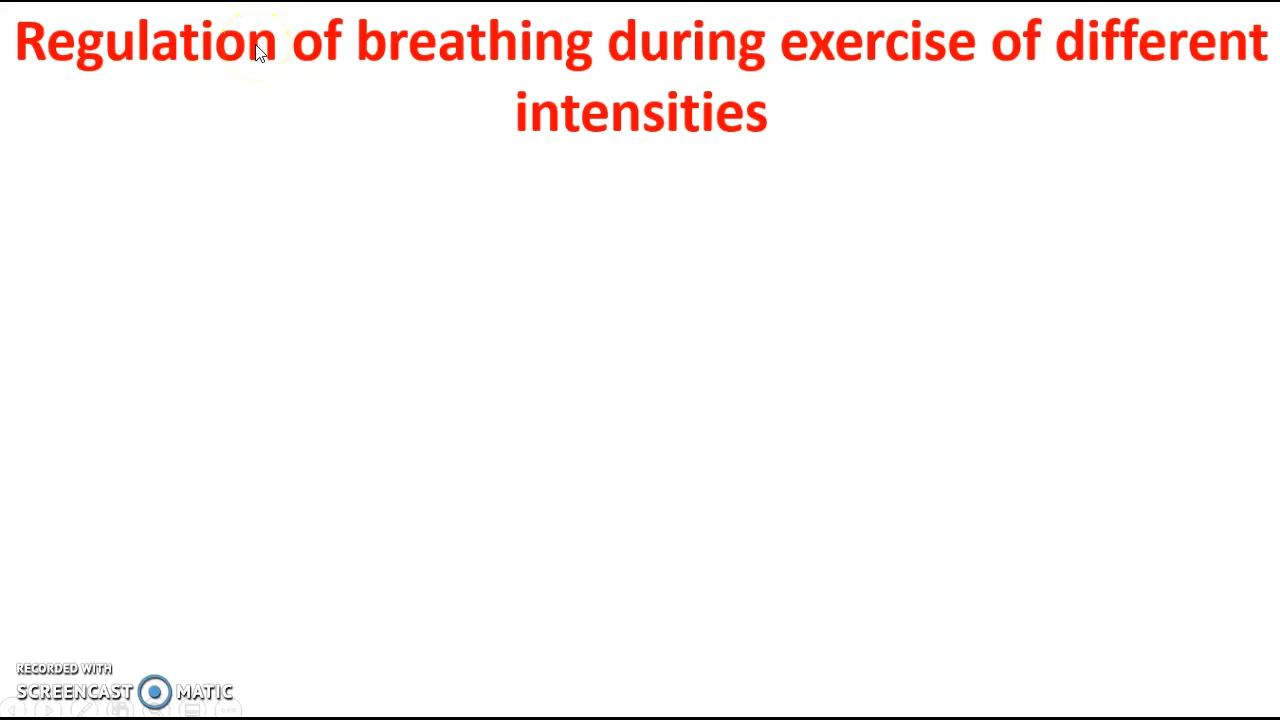 Regulation of breathing during exercise of different
intensities
RECORDED WITH
SCREENCAST MATIC